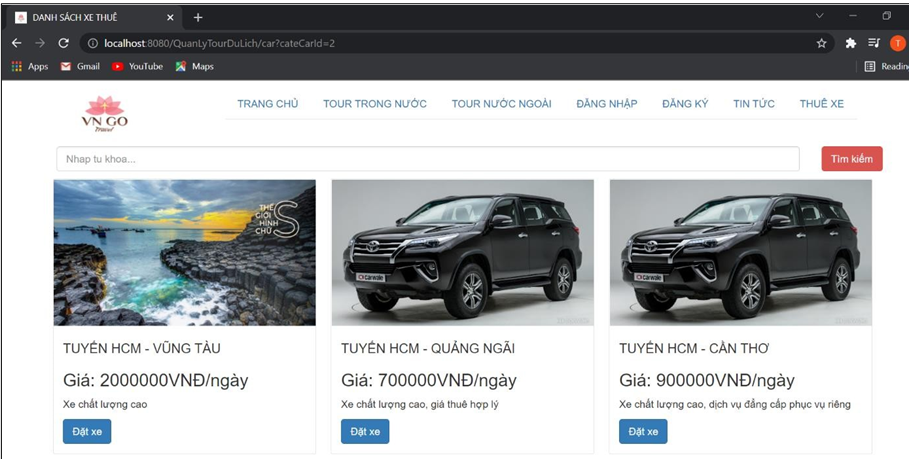 DANH SÁCH XE THUÊ
localhost:8080/QuanLyTourDuLich/car?cateCarId=2
T
Apps Gmail YouTube Maps Reading
VN GO
Travel
TRANG CHỦ TOUR TRONG NƯỚC TOUR NƯỚC NGOÀI ĐĂNG NHẬP ĐĂNG KÝ TIN TỨC THUÊ XE
Nhap tu khoa... Tìm kiếm
THẾ
GIỚI
HÌNH
CHỮ S
carwale
carwale
TUYẾN HCM - VŨNG TÀU
Giá: 2000000VNĐ/ngày
Xe chất lượng cao
Đặt xe
TUYẾN HCM - QUẢNG NGÃI
Giá: 700000VNĐ/ngày
Xe chất lượng cao, giá thuê hợp lý
Đặt xe
TUYẾN HCM - CẦN THƠ
Giá: 900000VNĐ/ngày
Xe chất lượng cao, dịch vụ đẳng cấp phục vụ riêng
Đặt xe